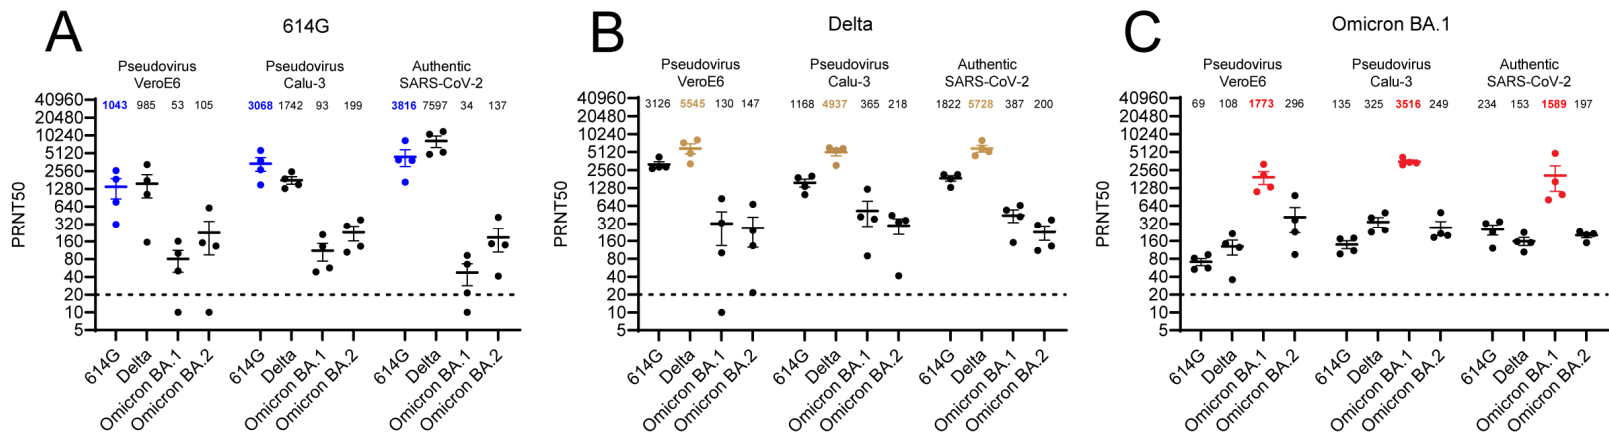 A
614G
Pseudovirus
VeroE6
Pseudovirus
Calu-3
Authentic
SARS-CoV-2
1043 985 53 105 3068 1742 93 199 3816 7597 34 137
PRNT50
40960
20480
10240
5120
2560
1280
640
320
160
80
40
20
10
5
614G Delta Omicron BA.1 Omicron BA.2 614G Delta Omicron BA.1 Omicron BA.2 614G Delta Omicron BA.1 Omicron BA.2
B
Delta
Pseudovirus
VeroE6
Pseudovirus
Calu-3
Authentic
SARS-CoV-2
3126 5545 130 147 1168 4937 365 218 1822 5728 387 200
PRNT50
40960
20480
10240
5120
2560
1280
640
320
160
80
40
20
10
5
614G Delta Omicron BA.1 Omicron BA.2 614G Delta Omicron BA.1 Omicron BA.2 614G Delta Omicron BA.1 Omicron BA.2
C
Omicron BA.1
Pseudovirus
VeroE6
Pseudovirus
Calu-3
Authentic
SARS-CoV-2
69 108 1773 296 135 325 3516 249 234 153 1589 197
PRNT50
40960
20480
10240
5120
2560
1280
640
320
160
80
40
20
10
5
614G Delta Omicron BA.1 Omicron BA.2 614G Delta Omicron BA.1 Omicron BA.2 614G Delta Omicron BA.1 Omicron BA.2